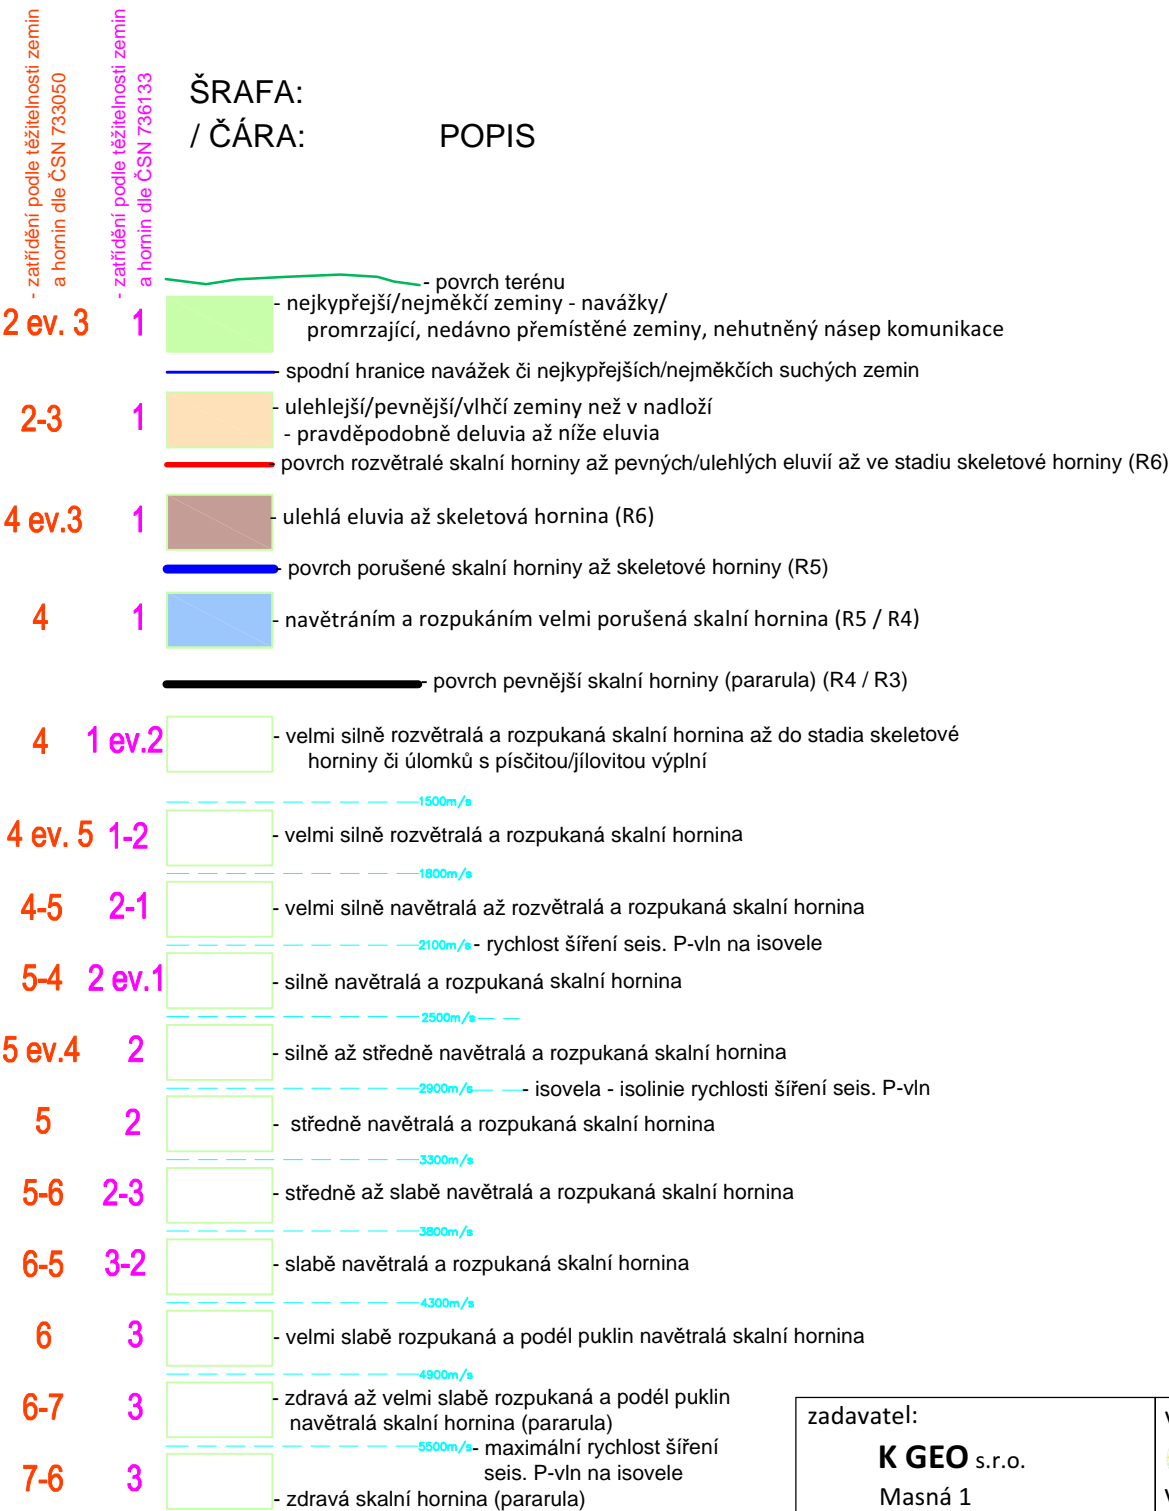 - zatřídění podle těžitelnosti zemin
a hornin dle ČSN 733050
- zatřídění podle těžitelnosti zemin
a hornin dle ČSN 736133
ŠRAFA:
/ ČÁRA: POPIS
- povrch terénu
2 ev. 3 1 - nejkypřejší/nejměkčí zeminy - navážky/
promrzající, nedávno přemístěné zeminy, nehutněný násep komunikace
- spodní hranice navážek či nejkypřejších/nejměkčích suchých zemin
2-3 1 - ulehlejší/pevnější/vlhčí zeminy než v nadloží
- pravděpodobně deluvia až níže eluvia
- povrch rozvětralé skalní horniny až pevných/ulehlých eluvií až ve stadiu skeletové horniny (R6)
4 ev.3 1 - ulehlá eluvia až skeletová hornina (R6)
- povrch porušené skalní horniny až skeletové horniny (R5)
4 1 - navětráním a rozpukáním velmi porušená skalní hornina (R5 / R4)
- povrch pevnější skalní horniny (pararula) (R4 / R3)
4 1 ev.2 - velmi silně rozvětralá a rozpukaná skalní hornina až do stadia skeletové
horniny či úlomků s písčitou/jílovitou výplní
1500m/s
4 ev. 5 1-2 - velmi silně rozvětralá a rozpukaná skalní hornina
1800m/s
4-5 2-1 - velmi silně navětralá až rozvětralá a rozpukaná skalní hornina
2100m/s - rychlost šíření seis. P-vln na isovele
5-4 2 ev.1 - silně navětralá a rozpukaná skalní hornina
2500m/s
5 ev.4 2 - silně až středně navětralá a rozpukaná skalní hornina
2900m/s - isovela - isolinie rychlosti šíření seis. P-vln
5 2 - středně navětralá a rozpukaná skalní hornina
3300m/s
5-6 2-3 - středně až slabě navětralá a rozpukaná skalní hornina
3800m/s
6-5 3-2 - slabě navětralá a rozpukaná skalní hornina
4300m/s
6 3 - velmi slabě rozpukaná a podél puklin navětralá skalní hornina
4900m/s
6-7 3 - zdravá až velmi slabě rozpukaná a podél puklin
navětralá skalní hornina (pararula)
5500m/s - maximální rychlost šíření
seis. P-vln na isovele
7-6 3 - zdravá skalní hornina (pararula)
zadavatel:
K GEO s.r.o.
Masná 1